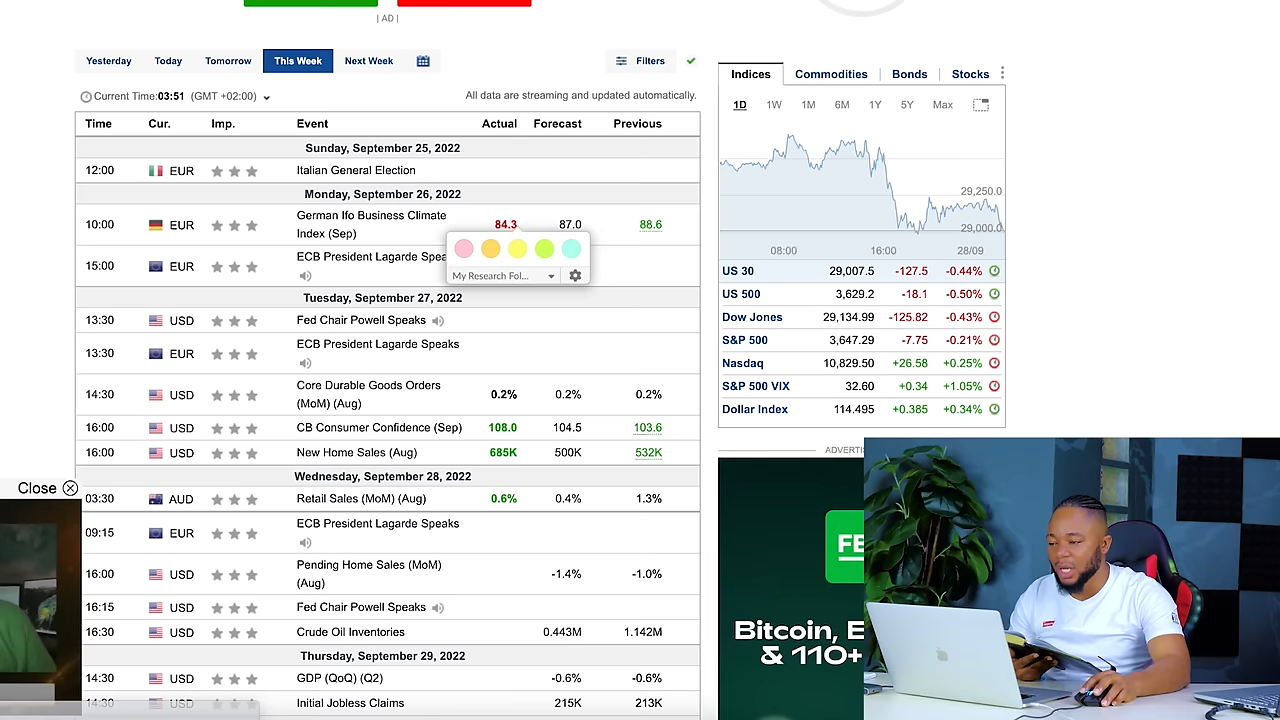 | AD |
Yesterday Today Tomorrow This Week Next Week Filters
Current Time:03:51 (GMT +02:00) All data are streaming and updated automatically.
Time Cur. Imp. Event Actual Forecast Previous
Sunday, September 25, 2022
12:00 EUR Italian General Election
Monday, September 26, 2022
10:00 EUR German Ifo Business Climate Index (Sep) 84.3 87.0 88.6
15:00 EUR ECB President Lagarde Spea
My Research Fol...
Tuesday, September 27, 2022
13:30 USD Fed Chair Powell Speaks
13:30 EUR ECB President Lagarde Speaks
14:30 USD Core Durable Goods Orders (MoM) (Aug) 0.2% 0.2% 0.2%
16:00 USD CB Consumer Confidence (Sep) 108.0 104.5 103.6
16:00 USD New Home Sales (Aug) 685K 500K 532K
Wednesday, September 28, 2022
03:30 AUD Retail Sales (MoM) (Aug) 0.6% 0.4% 1.3%
09:15 EUR ECB President Lagarde Speaks
16:00 USD Pending Home Sales (MoM) (Aug) -1.4% -1.0%
16:15 USD Fed Chair Powell Speaks
16:30 USD Crude Oil Inventories 0.443M 1.142M
Thursday, September 29, 2022
14:30 USD GDP (QoQ) (Q2) -0.6% -0.6%
14:30 USD Initial Jobless Claims 215K 213K
Close
Indices Commodities Bonds Stocks
1D 1W 1M 6M 1Y 5Y Max
29,250.0
29,000.0
08:00 16:00 28/09
US 30 29,007.5 -127.5 -0.44%
US 500 3,629.2 -18.1 -0.50%
Dow Jones 29,134.99 -125.82 -0.43%
S&P 500 3,647.29 -7.75 -0.21%
Nasdaq 10,829.50 +26.58 +0.25%
S&P 500 VIX 32.60 +0.34 +1.05%
Dollar Index 114.495 +0.385 +0.34%
ADVERTI
FE
Bitcoin, E
& 110+